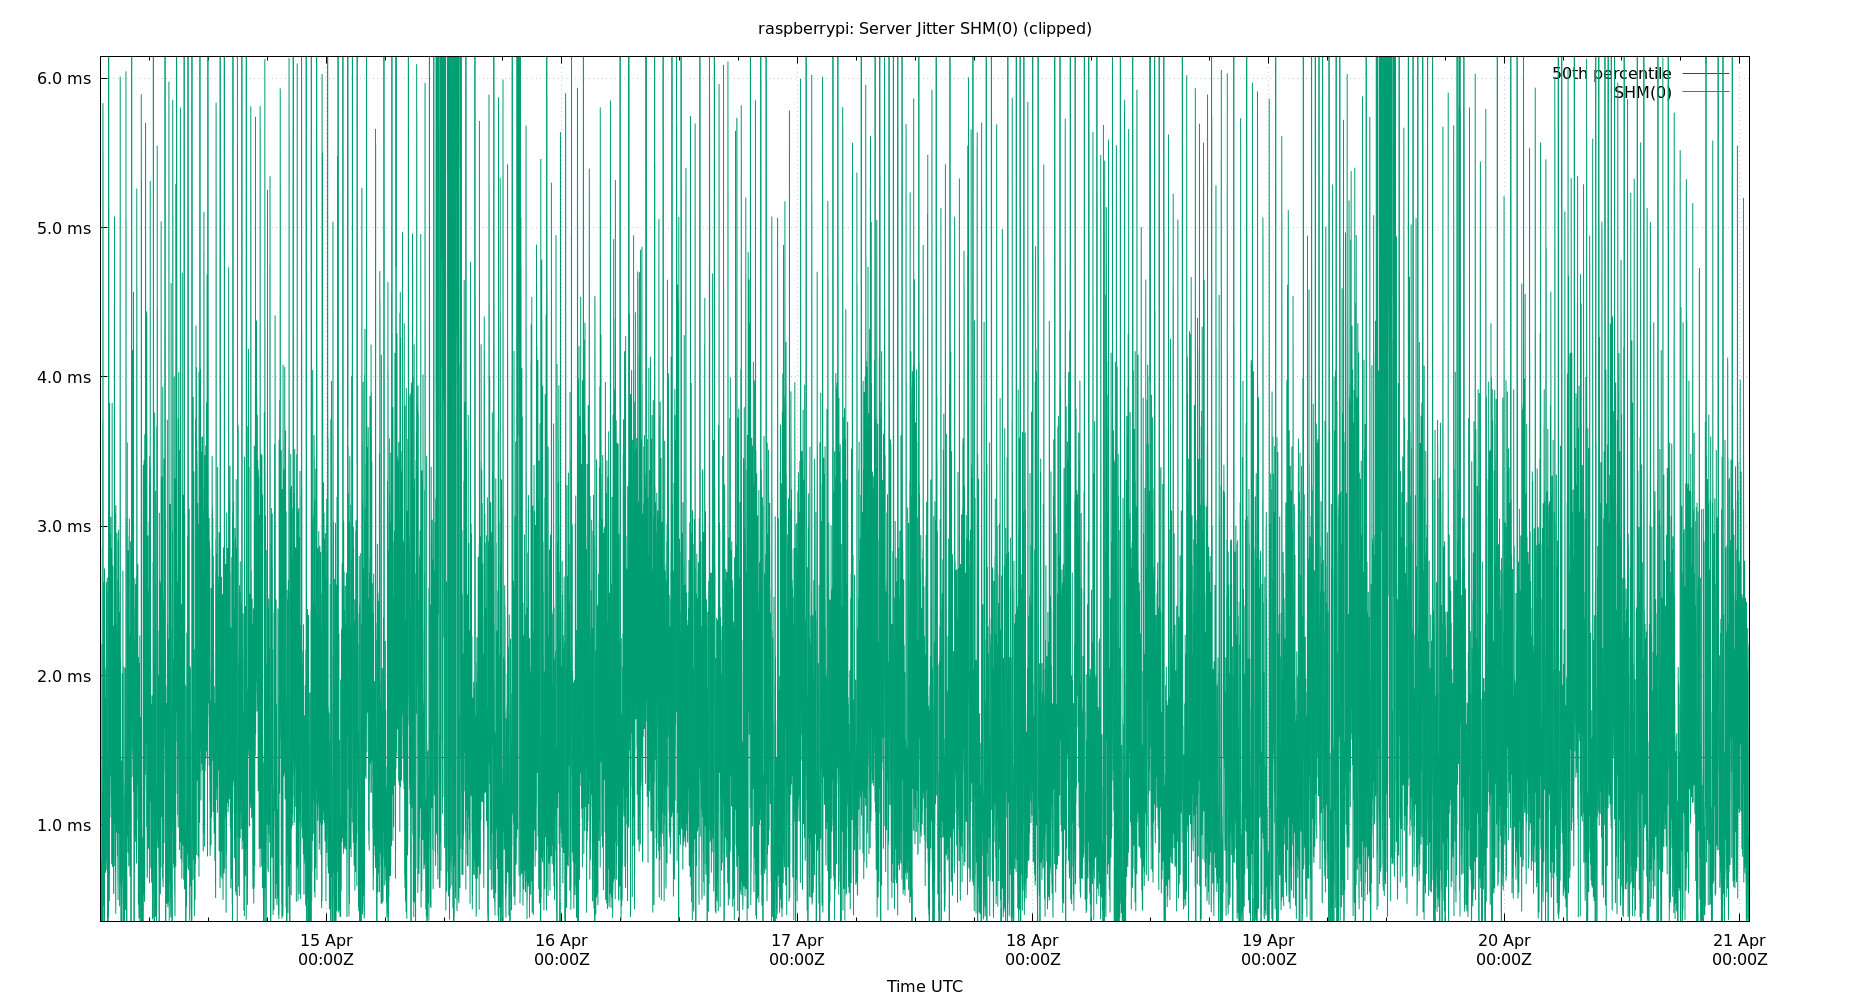 raspberrypi: Server Jitter SHM(0) (clipped)
6.0 ms
50th percentile
SHM(0)
5.0 ms
4.0 ms
3.0 ms
2.0 ms
1.0 ms
15 Apr 16 Apr 17 Apr 18 Apr 19 Apr 20 Apr 21 Apr
00:00Z 00:00Z 00:00Z 00:00Z 00:00Z 00:00Z 00:00Z
Time UTC